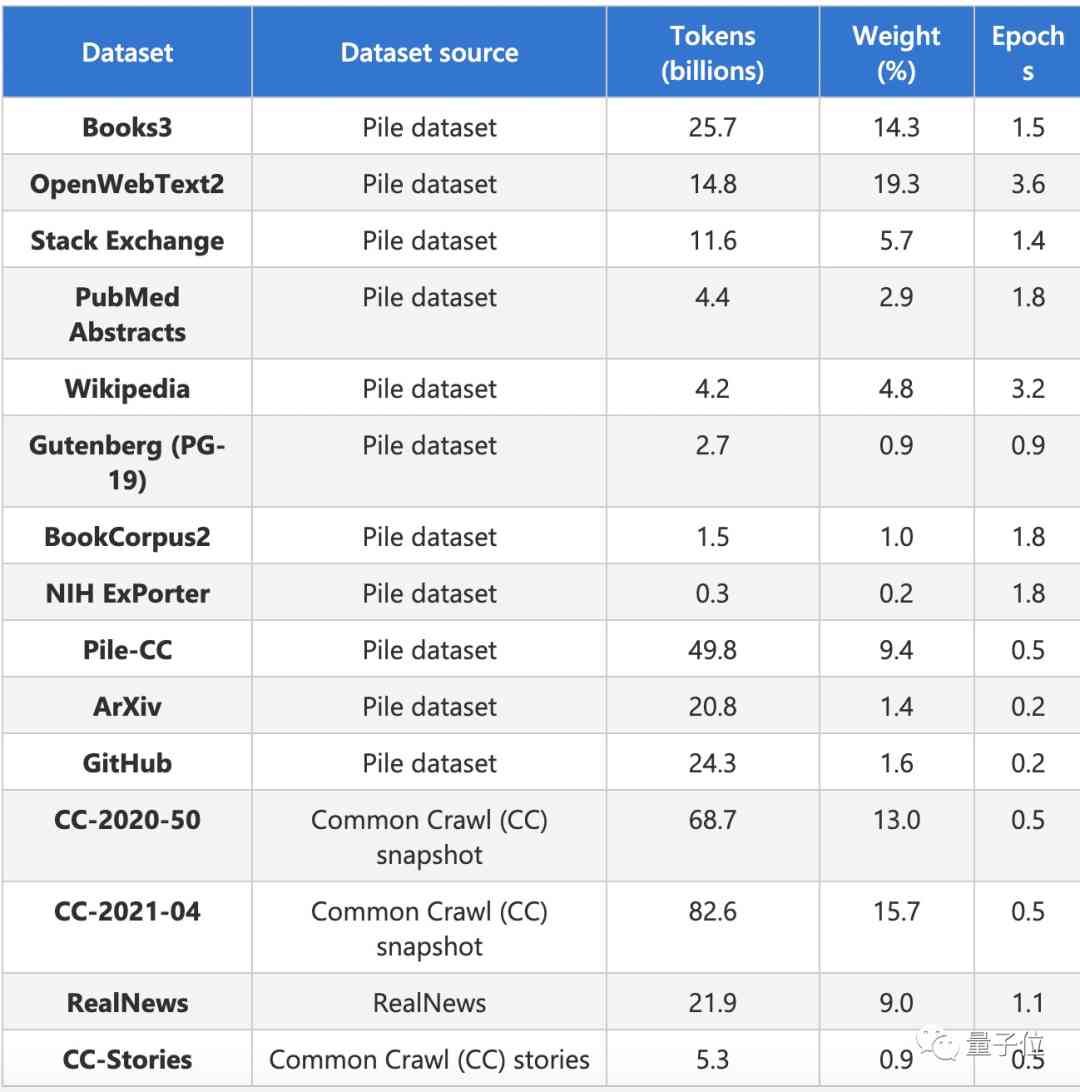 Dataset Dataset source Tokens (billions) Weight (%) Epoch s
Books3 Pile dataset 25.7 14.3 1.5
OpenWebText2 Pile dataset 14.8 19.3 3.6
Stack Exchange Pile dataset 11.6 5.7 1.4
PubMed Abstracts Pile dataset 4.4 2.9 1.8
Wikipedia Pile dataset 4.2 4.8 3.2
Gutenberg (PG-19) Pile dataset 2.7 0.9 0.9
BookCorpus2 Pile dataset 1.5 1.0 1.8
NIH ExPorter Pile dataset 0.3 0.2 1.8
Pile-CC Pile dataset 49.8 9.4 0.5
ArXiv Pile dataset 20.8 1.4 0.2
GitHub Pile dataset 24.3 1.6 0.2
CC-2020-50 Common Crawl (CC) snapshot 68.7 13.0 0.5
CC-2021-04 Common Crawl (CC) snapshot 82.6 15.7 0.5
RealNews RealNews 21.9 9.0 1.1
CC-Stories Common Crawl (CC) stories 5.3 0.9 0.5
量子位